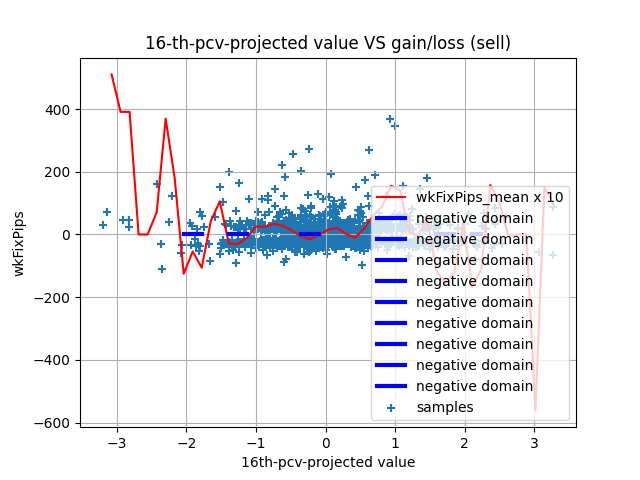 16-th-pcv-projected value VS gain/loss (sell)
wkFixPips
400
200
0
−200
−400
−600
wkFixPips_mean x 10
negative domain
negative domain
negative domain
negative domain
negative domain
negative domain
negative domain
negative domain
negative domain
samples
−3
−2
−1
0
1
2
3
16th-pcv-projected value